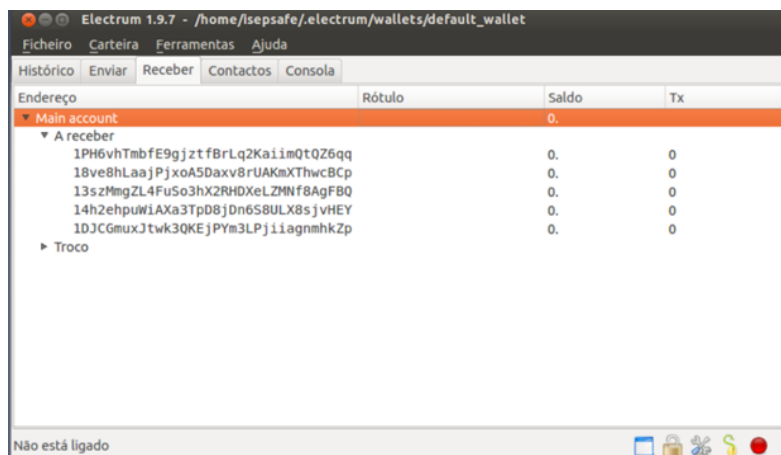 Electrum 1.9.7 - /home/lsepsafe/.electrum/wallets/default_wallet
Ficheiro Carteira Ferramentas Ajuda
Histórico Enviar Receber Contactos Consola
Endereço Rótulo Saldo Tx
Main account 0.
A receber
1PH6vhTmbfE9gjztfBrLq2KaiimQtQZ6qq 0. 0
18ve8hLaajPjxoA5Daxv8rUAKmXThwcBCp 0. 0
13szMmgZL4FuSo3hX2RHDXeLZMNf8AgFBQ 0. 0
14h2ehpuWiAXa3TpD8jDn6S8ULX8sjvHEY 0. 0
1DJCGmuxJtwk3QKEjPYm3LPjiiagnmhkZp 0. 0
Troco
Não está ligado